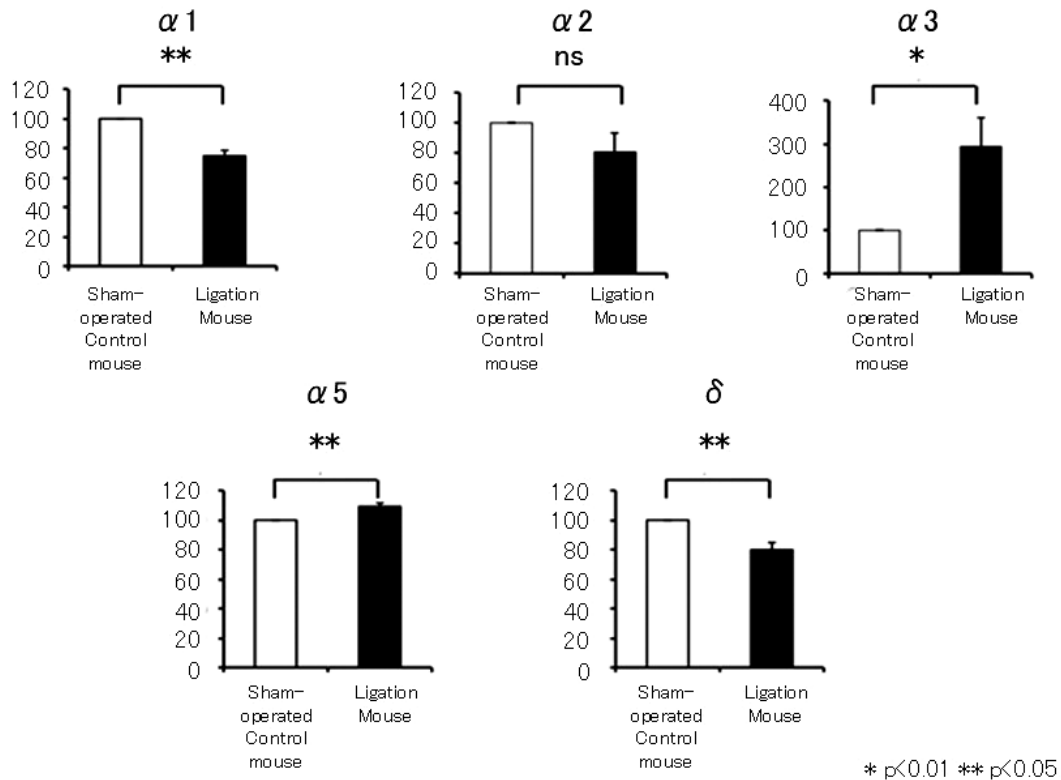 α1
**
120
100
80
60
40
20
0
Sham-
operated
Control
mouse
Ligation
Mouse
α2
ns
120
100
80
60
40
20
0
Sham-
operated
Control
mouse
Ligation
Mouse
α3
*
400
300
200
100
0
Sham-
operated
Control
mouse
Ligation
Mouse
α5
**
120
100
80
60
40
20
0
Sham-
operated
Control
mouse
Ligation
Mouse
δ
**
120
100
80
60
40
20
0
Sham-
operated
Control
mouse
Ligation
Mouse
* p<0.01 ** p<0.05